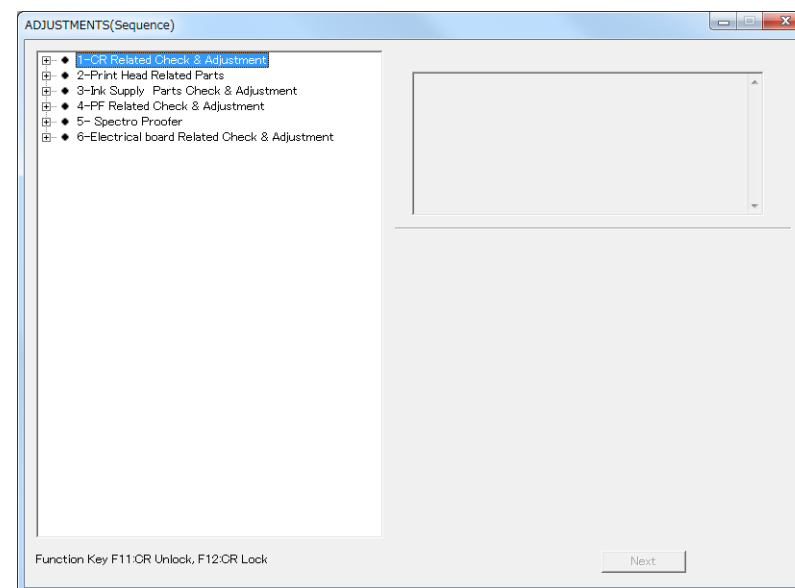 ADJUSTMENTS(Sequence)
1-CR Related Check & Adjustment
2-Print Head Related Parts
3-Ink Supply Parts Check & Adjustment
4-PF Related Check & Adjustment
5- Spectro Proofer
6-Electrical board Related Check & Adjustment
Function Key F11:CR Unlock, F12:CR Lock
Next